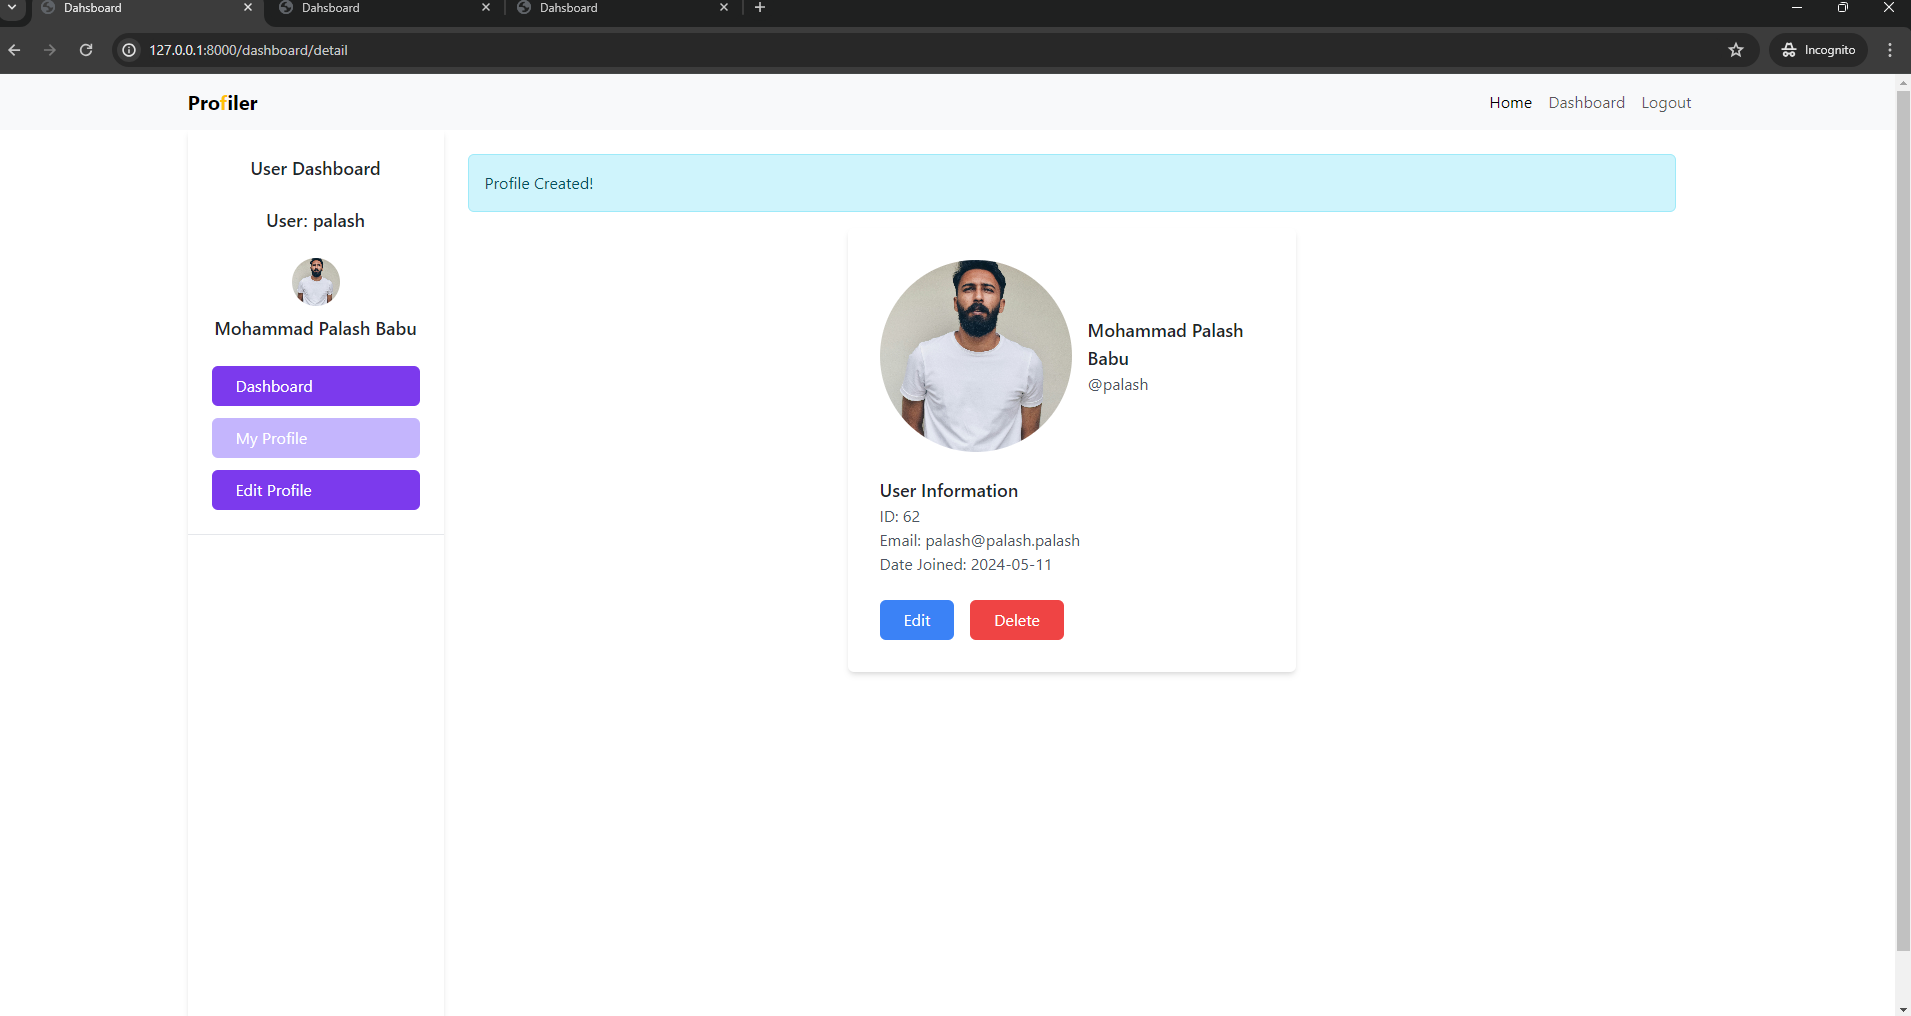 Dahsboard
Dahsboard
Dahsboard
127.0.0.1:8000/dashboard/detail
Incognito
Profiler
Home
Dashboard
Logout
User Dashboard
User: palash
Mohammad Palash Babu
Dashboard
My Profile
Edit Profile
Profile Created!
Mohammad Palash
Babu
@palash
User Information
ID: 62
Email: palash@palash.palash
Date Joined: 2024-05-11
Edit
Delete